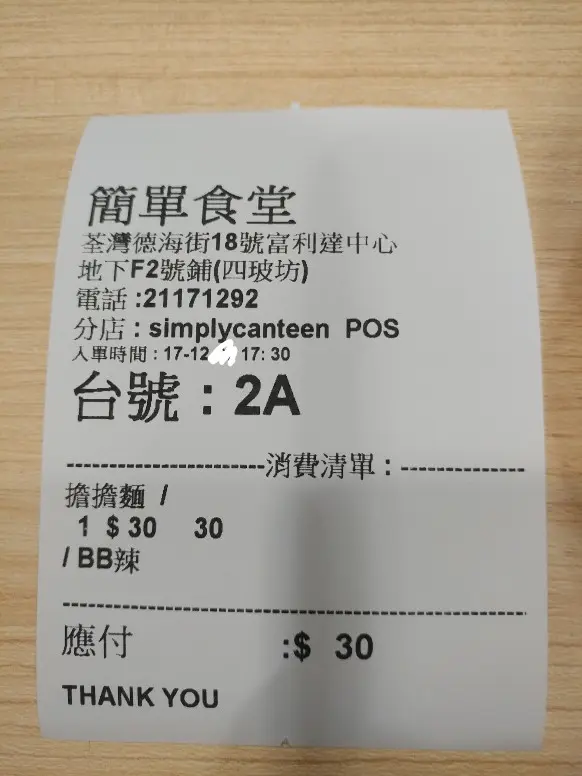 簡單食堂
荃灣德海街18號富利達中心
地下F2號鋪(四玻坊)
電話 :21171292
分店 : simplycanteen POS
入單時間 : 17-12 17: 30
台號 : 2A
-----------------------消費清單 : ---------------
擔擔麵 /
1 $ 30 30
/ BB辣
------------------------------------------------------
應付 :$ 30
THANK YOU